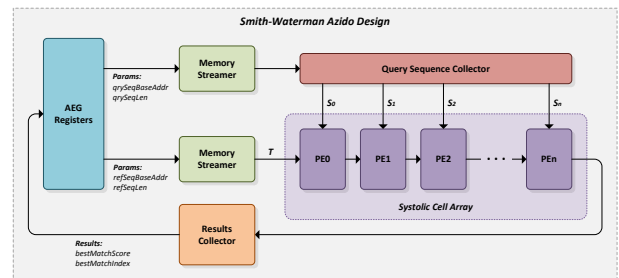 Smith-Waterman Azido Design
AEG
Registers
Params:
qrySeqBaseAddr
qrySeqLen
Memory
Streamer
Query Sequence Collector
S0
S1
S2
Sn
Params:
refSeqBaseAddr
refSeqLen
Memory
Streamer
T
PE0
PE1
PE2
· · ·
PEn
Systolic Cell Array
Results:
bestMatchScore
bestMatchIndex
Results
Collector